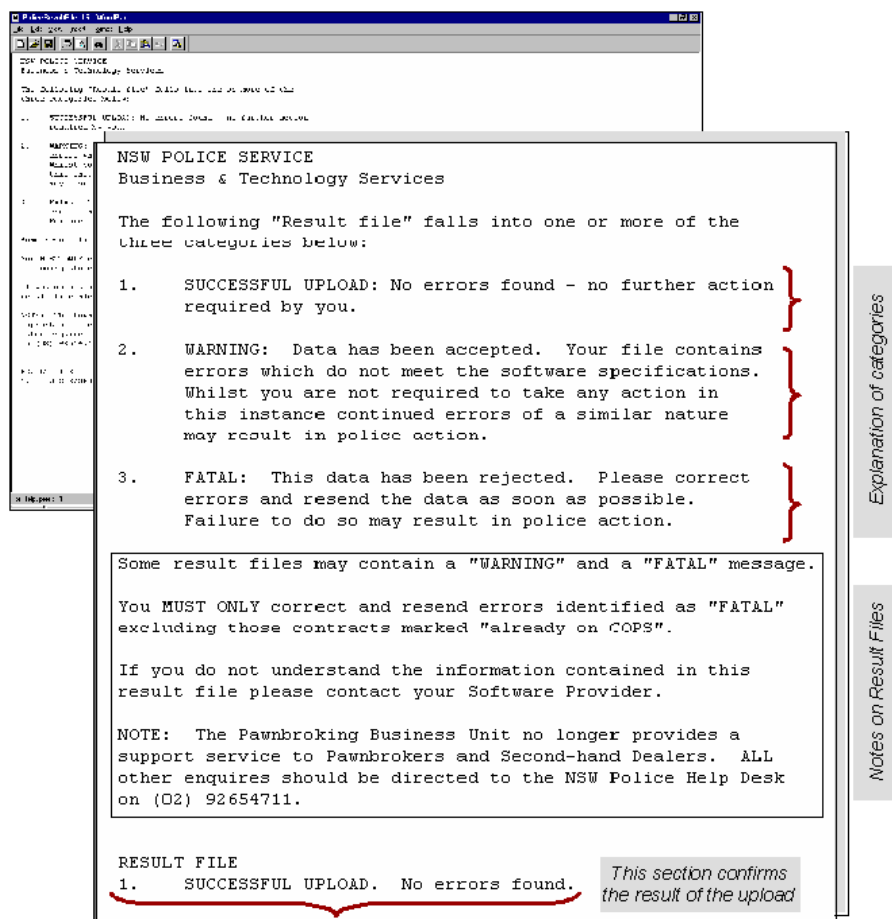 NSW POLICE SERVICE
Business & Technology Services
The following "Result file" falls into one or more of the
three categories below:
1. SUCCESSFUL UPLOAD: No errors found - no further action
required by you.
2. WARNING: Data has been accepted. Your file contains
errors which do not meet the software specifications.
Whilst you are not required to take any action in
this instance continued errors of a similar nature
may result in police action.
3. FATAL: This data has been rejected. Please correct
errors and resend the data as soon as possible.
Failure to do so may result in police action.
Explanation of categories
Some result files may contain a "WARNING" and a "FATAL" message.
You MUST ONLY correct and resend errors identified as "FATAL"
excluding those contracts marked "already on COPS".
If you do not understand the information contained in this
result file please contact your Software Provider.
NOTE: The Pawnbroking Business Unit no longer provides a
support service to Pawnbrokers and Second-hand Dealers. ALL
other enquires should be directed to the NSW Police Help Desk
on (02) 92654711.
Notes on Result Files
RESULT FILE
1. SUCCESSFUL UPLOAD. No errors found.
This section confirms
the result of the upload